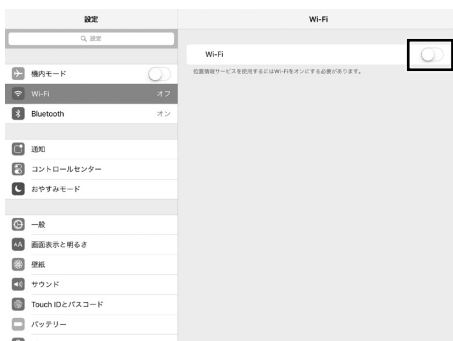 設定
検索 設定
機内モード
Wi-Fi オフ
Bluetooth オン
通知
コントロールセンター
おやすみモード
一般
AA 画面表示と明るさ
壁紙
サウンド
Touch IDとパスコード
バッテリー
Wi-Fi
Wi-Fi
位置情報サービスを使用するにはWi-Fiをオンにする必要があります。